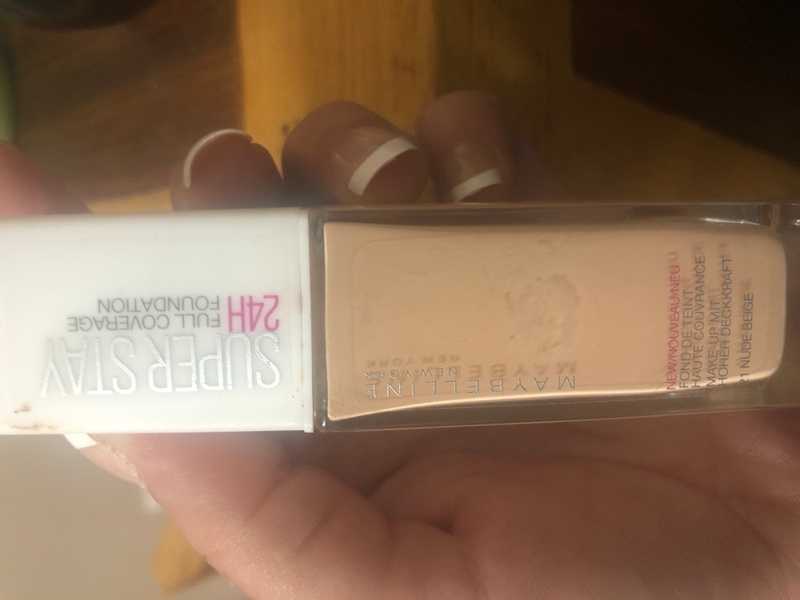 SUPER STAY
24H
FULL COVERAGE
FOUNDATION
MAYBELLINE
NEW YORK
NEW/NOUVEAU/NEU
FOND DE TEINT
HAUTE COUVRANCE
MAKE-UP MIT
HOHER DECKKRAFT
21 NUDE BEIGE